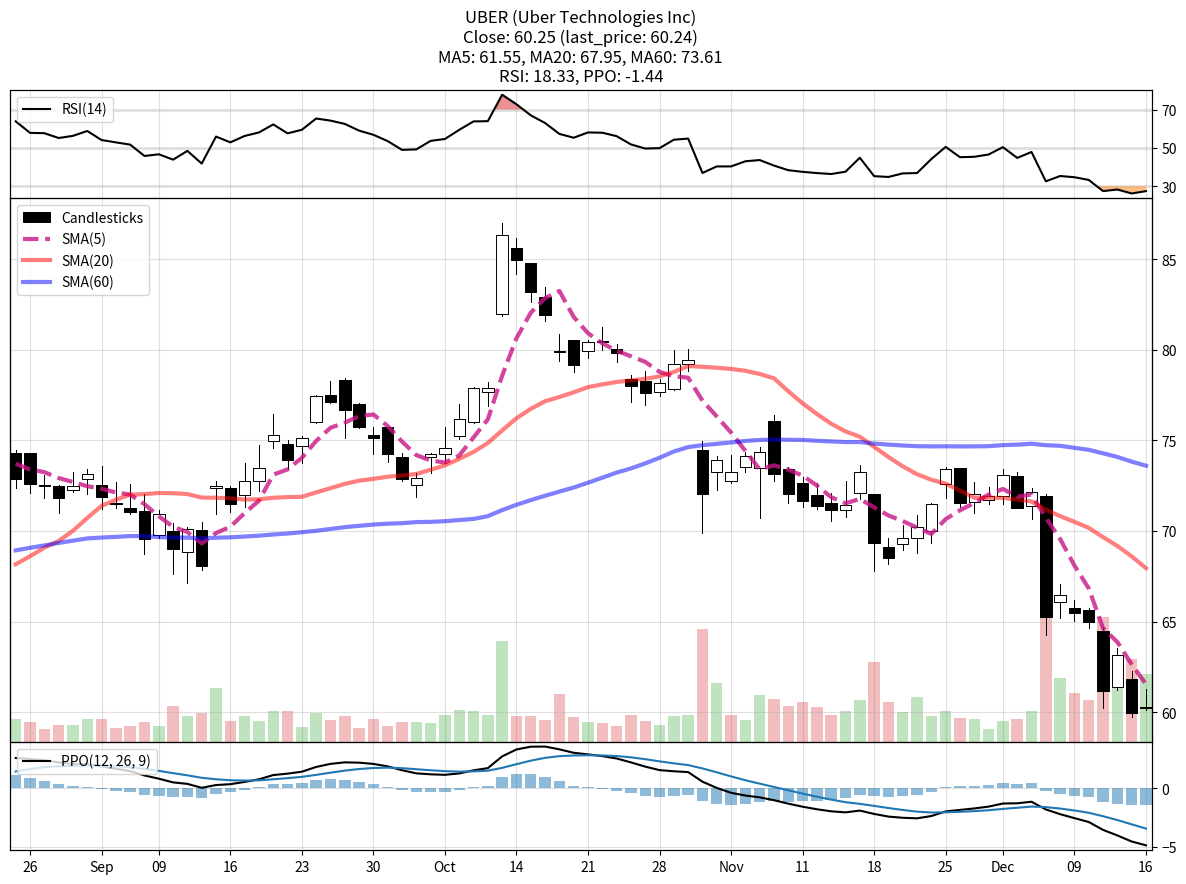 UBER (Uber Technologies Inc)
Close: 60.25 (last_price: 60.24)
MA5: 61.55, MA20: 67.95, MA60: 73.61
RSI: 18.33, PPO: -1.44
RSI(14)
70
50
30
Candlesticks
SMA(5)
SMA(20)
SMA(60)
85
80
75
70
65
60
PPO(12, 26, 9)
0
−5
26 Sep 09 16 23 30 Oct 14 21 28 Nov 11 18 25 Dec 09 16